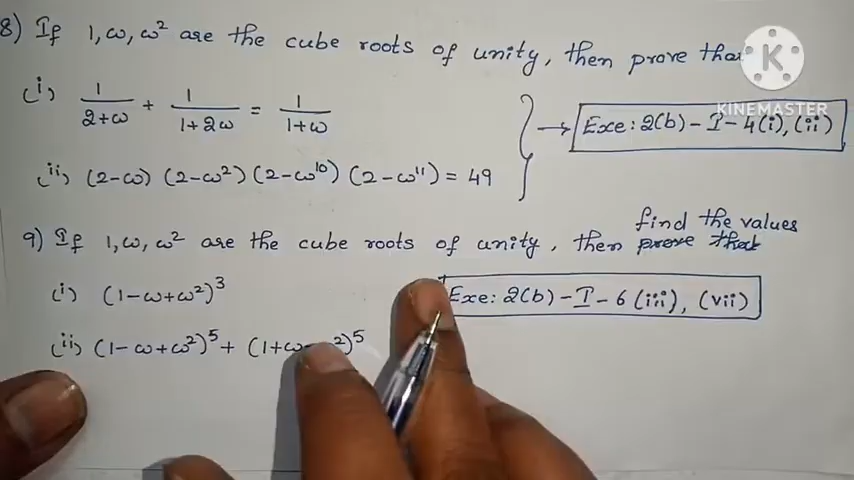 8) If 1, ω, ω² are the cube roots of unity, then prove that
KINEMASTER
(i) 1/(2+ω) + 1/(1+2ω) = 1/(1+ω)
Exe: 2(b) - I - 4(i), (ii)
(ii) (2-ω) (2-ω²) (2-ω¹⁰) (2-ω¹¹) = 49
find the values
9) If 1, ω, ω² are the cube roots of unity, then prove that
(i) (1-ω+ω²)³
Exe: 2(b) - I - 6 (iii), (vii)
(ii) (1-ω+ω²)⁵ + (1+ω- ²)⁵